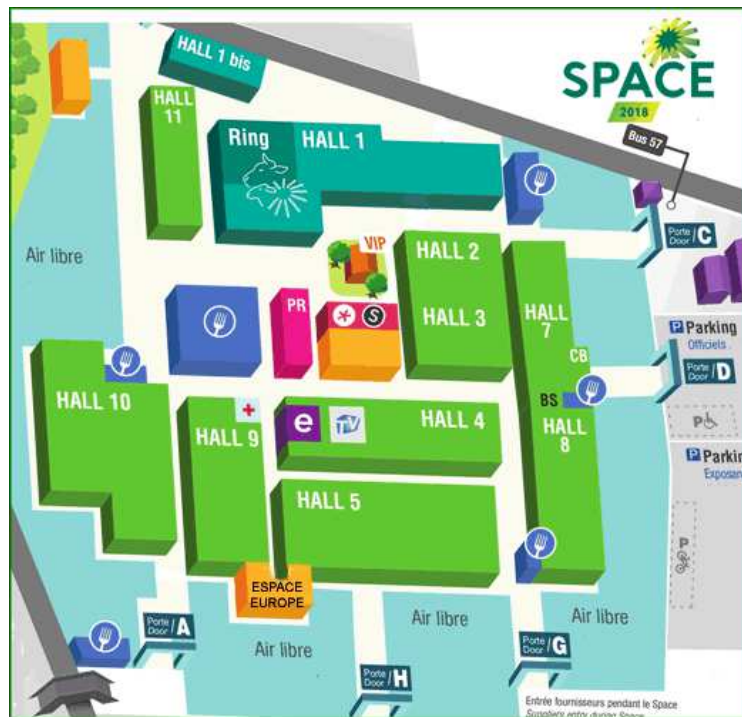 HALL 1 bis
SPACE
2018
Bus 57
HALL
11
Ring
HALL 1
Porte
Door / C
VIP
HALL 2
Air libre
HALL 3
HALL
7
PR
S
Parking
Officiels
CB
Porte
Door / D
HALL 10
BS
P
HALL 9
e
TV
HALL 4
HALL
8
P Parkin
Exposan
HALL 5
P
ESPACE
EUROPE
Air libre
Air libre
Air libre
Air libre
Porte
Door / A
Porte
Door / G
Porte
Door / H
Entrée fournisseurs pendant le Space
Suppliers entry during Space